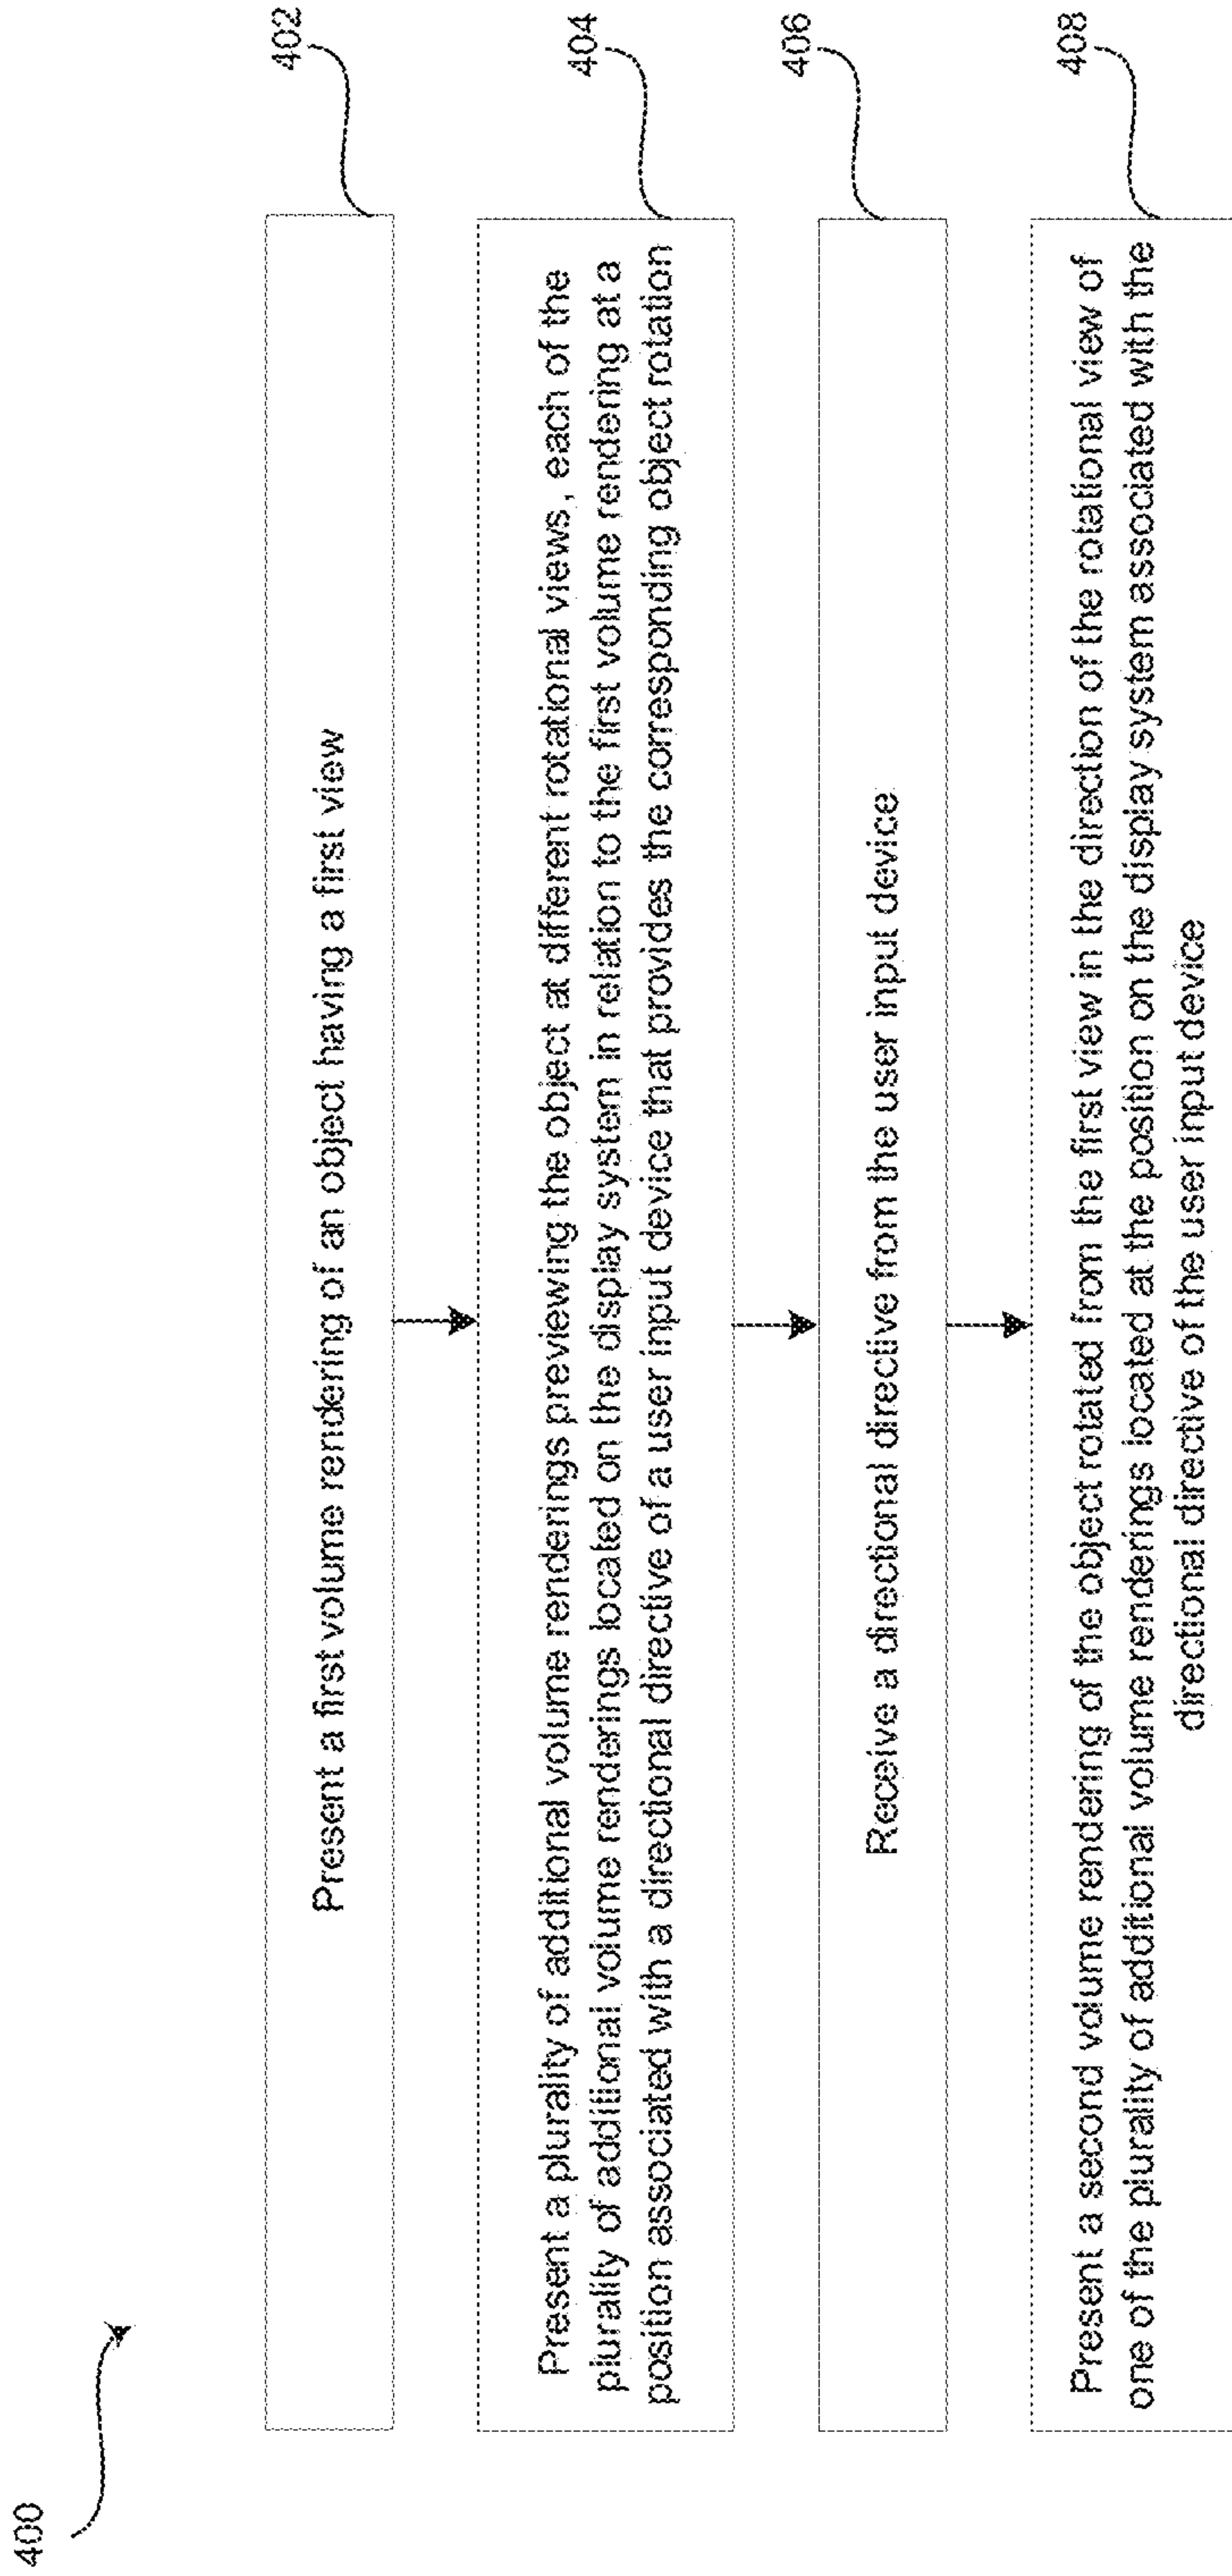 400
Present a first volume rendering of an object having a first view
402
Present a plurality of additional volume renderings previewing the object at different rotational views, each of the
plurality of additional volume renderings located on the display system in relation to the first volume rendering at a
position associated with a directional directive of a user input device that provides the corresponding object rotation
404
Receive a directional directive from the user input device
406
Present a second volume rendering of the object rotated from the first view in the direction of the rotational view of
one of the plurality of additional volume renderings located at the position on the display system associated with the
directional directive of the user input device
408